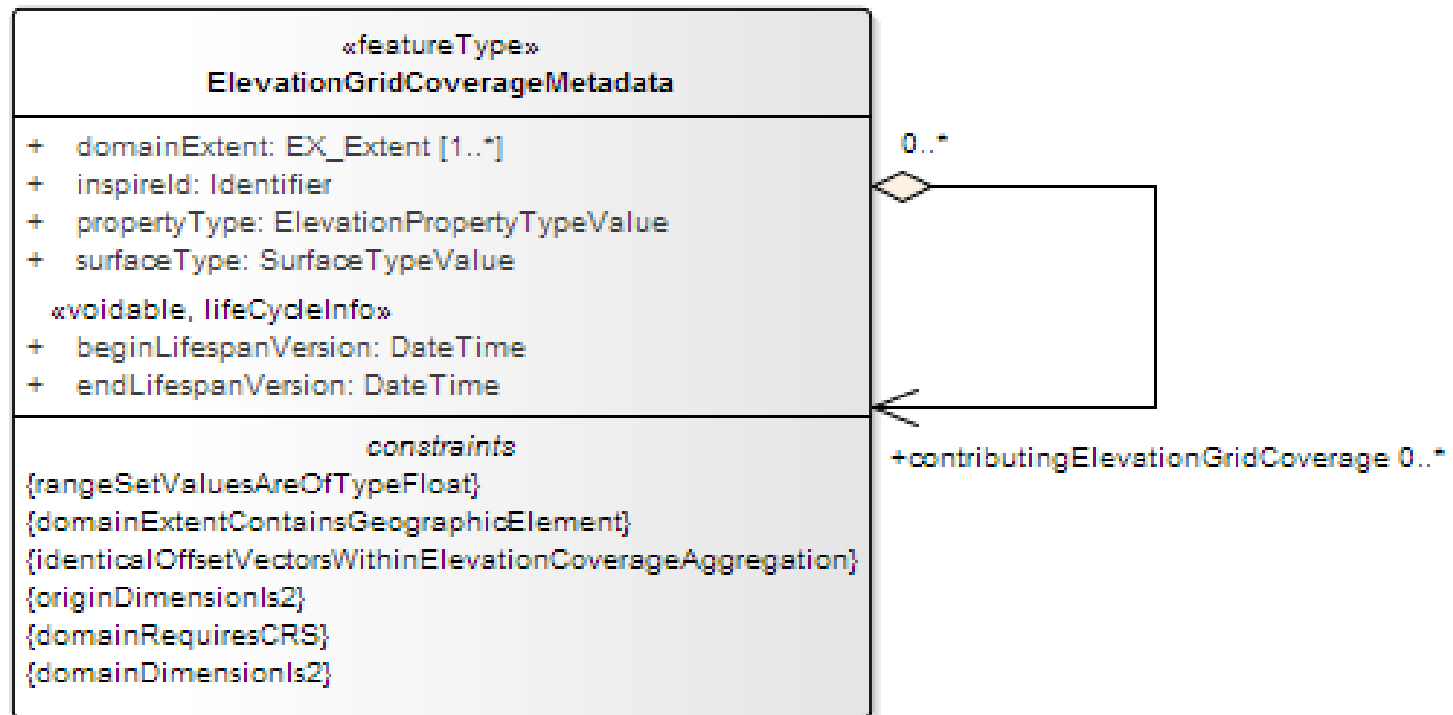 «featureType»
ElevationGridCoverageMetadata
+ domainExtent: EX_Extent [1..*]
+ inspireId: Identifier
+ propertyType: ElevationPropertyTypeValue
+ surfaceType: SurfaceTypeValue
«voidable, lifeCycleInfo»
+ beginLifespanVersion: DateTime
+ endLifespanVersion: DateTime
constraints
{rangeSetValuesAreOfTypeFloat}
{domainExtentContainsGeographicElement}
{identicalOffsetVectorsWithinElevationCoverageAggregation}
{originDimensionIs2}
{domainRequiresCRS}
{domainDimensionIs2}
0..*
+contributingElevationGridCoverage 0..*